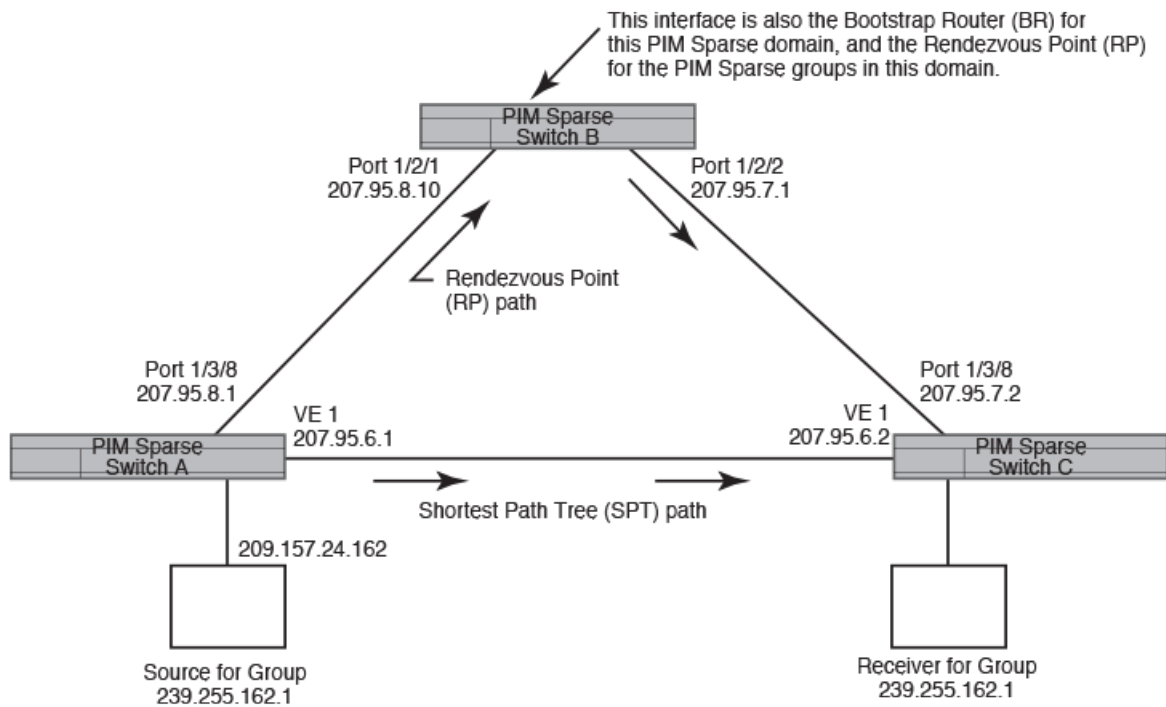 This interface is also the Bootstrap Router (BR) for
this PIM Sparse domain, and the Rendezvous Point (RP)
for the PIM Sparse groups in this domain.
PIM Sparse
Switch B
Port 1/2/1
207.95.8.10
Port 1/2/2
207.95.7.1
Rendezvous Point
(RP) path
Port 1/3/8
207.95.8.1
Port 1/3/8
207.95.7.2
VE 1
207.95.6.1
VE 1
207.95.6.2
PIM Sparse
Switch A
PIM Sparse
Switch C
Shortest Path Tree (SPT) path
209.157.24.162
Source for Group
239.255.162.1
Receiver for Group
239.255.162.1